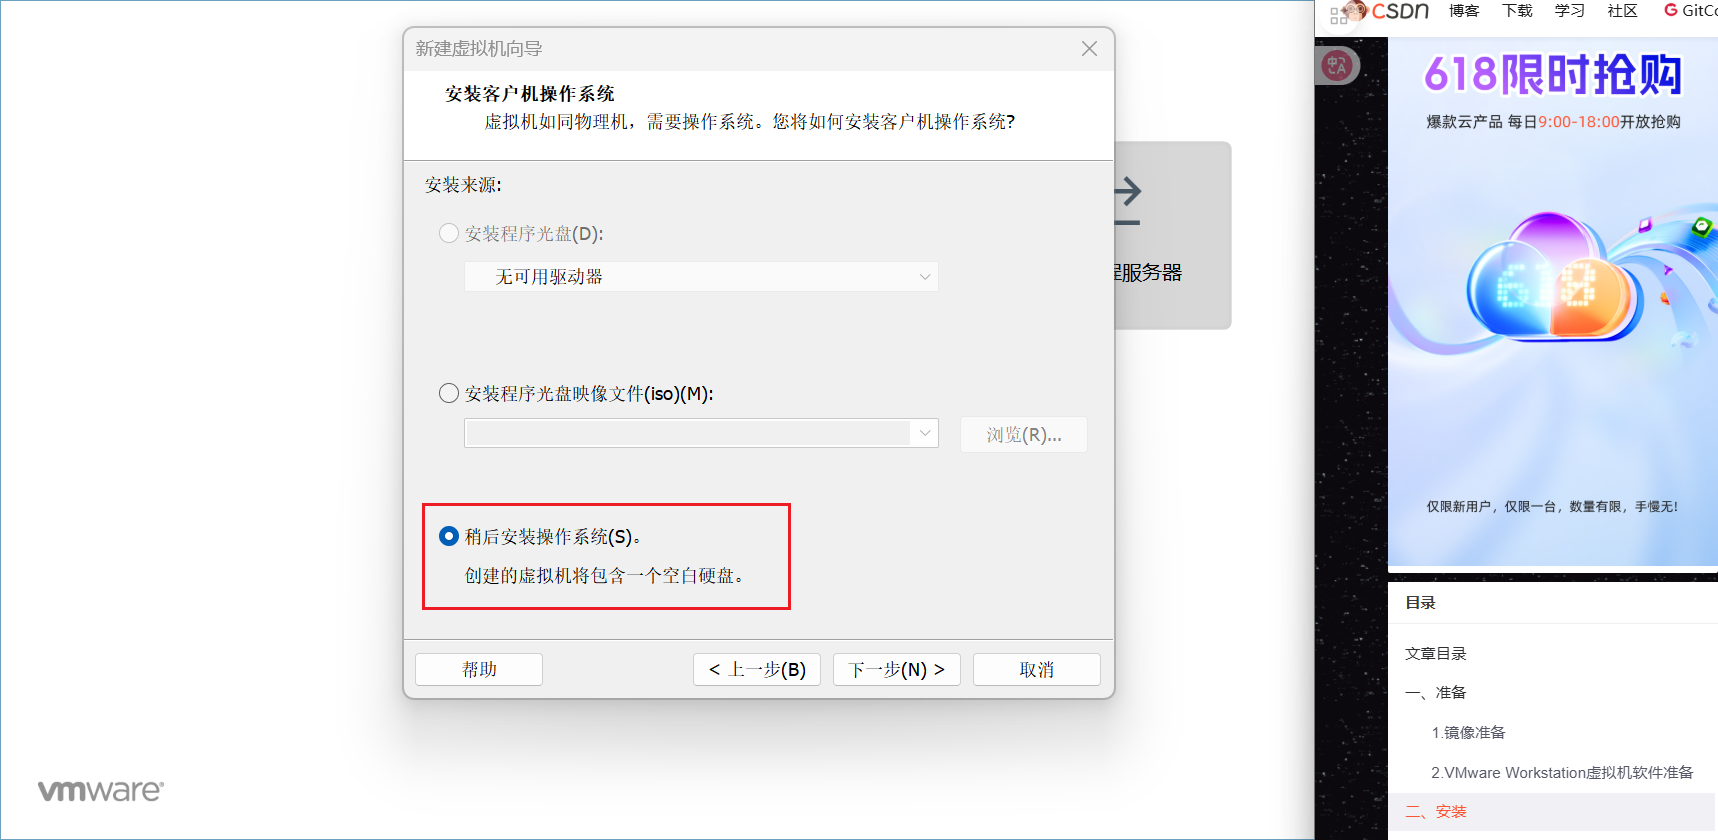 新建虚拟机向导
安装客户机操作系统
虚拟机如同物理机，需要操作系统。您将如何安装客户机操作系统?
安装来源:
安装程序光盘(D):
无可用驱动器
安装程序光盘映像文件(iso)(M):
浏览(R)...
稍后安装操作系统(S)。
创建的虚拟机将包含一个空白硬盘。
帮助
< 上一步(B)
下一步(N) >
取消
程服务器
vmware
CSDN 博客 下载 学习 社区 GitCo
中A
618限时抢购
爆款云产品 每日9:00-18:00开放抢购
618
仅限新用户，仅限一台，数量有限，手慢无!
目录
文章目录
一、准备
1.镜像准备
2.VMware Workstation虚拟机软件准备
二、安装